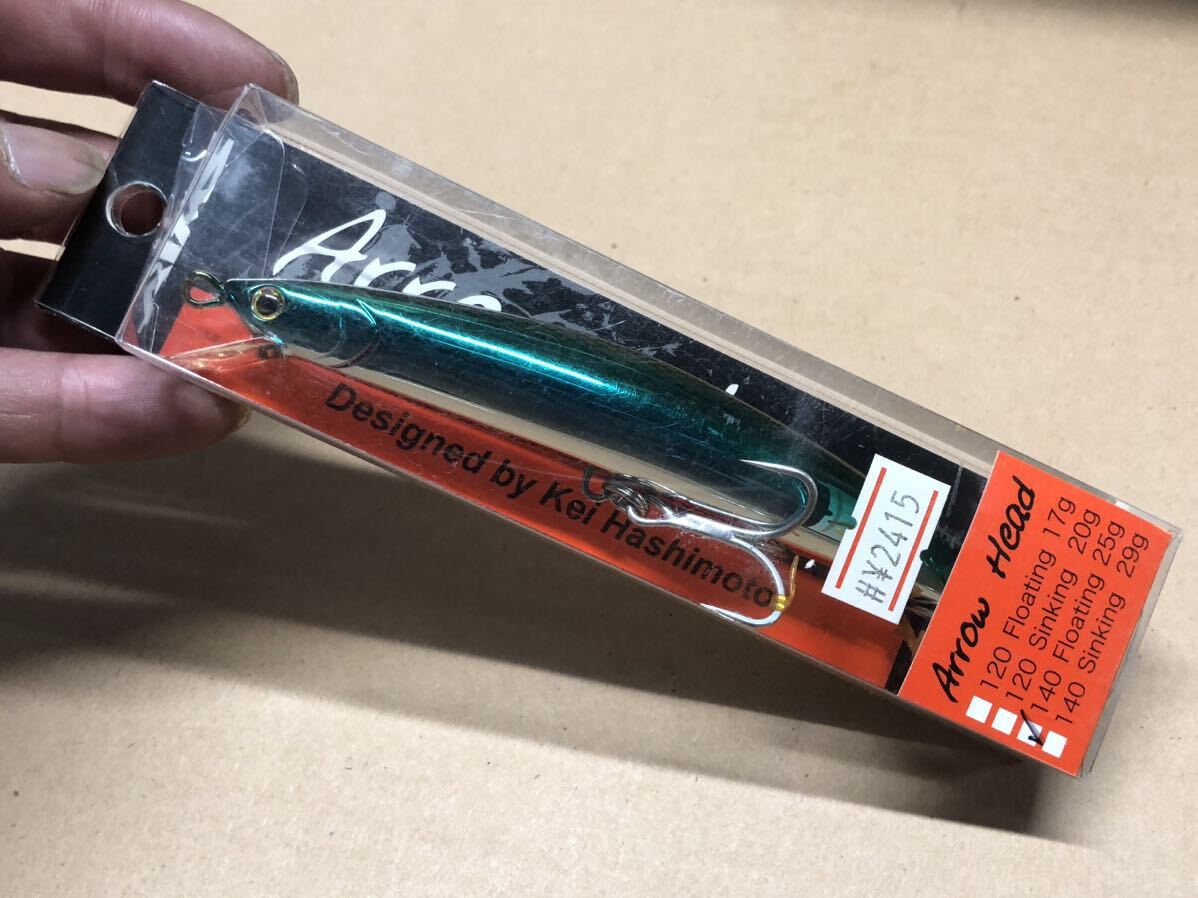 Arro
Designed by Kei Hashimoto
#¥2415
Arrow Head
120 Floating 17g
120 Sinking 20g
140 Floating 25g
140 Sinking 29g